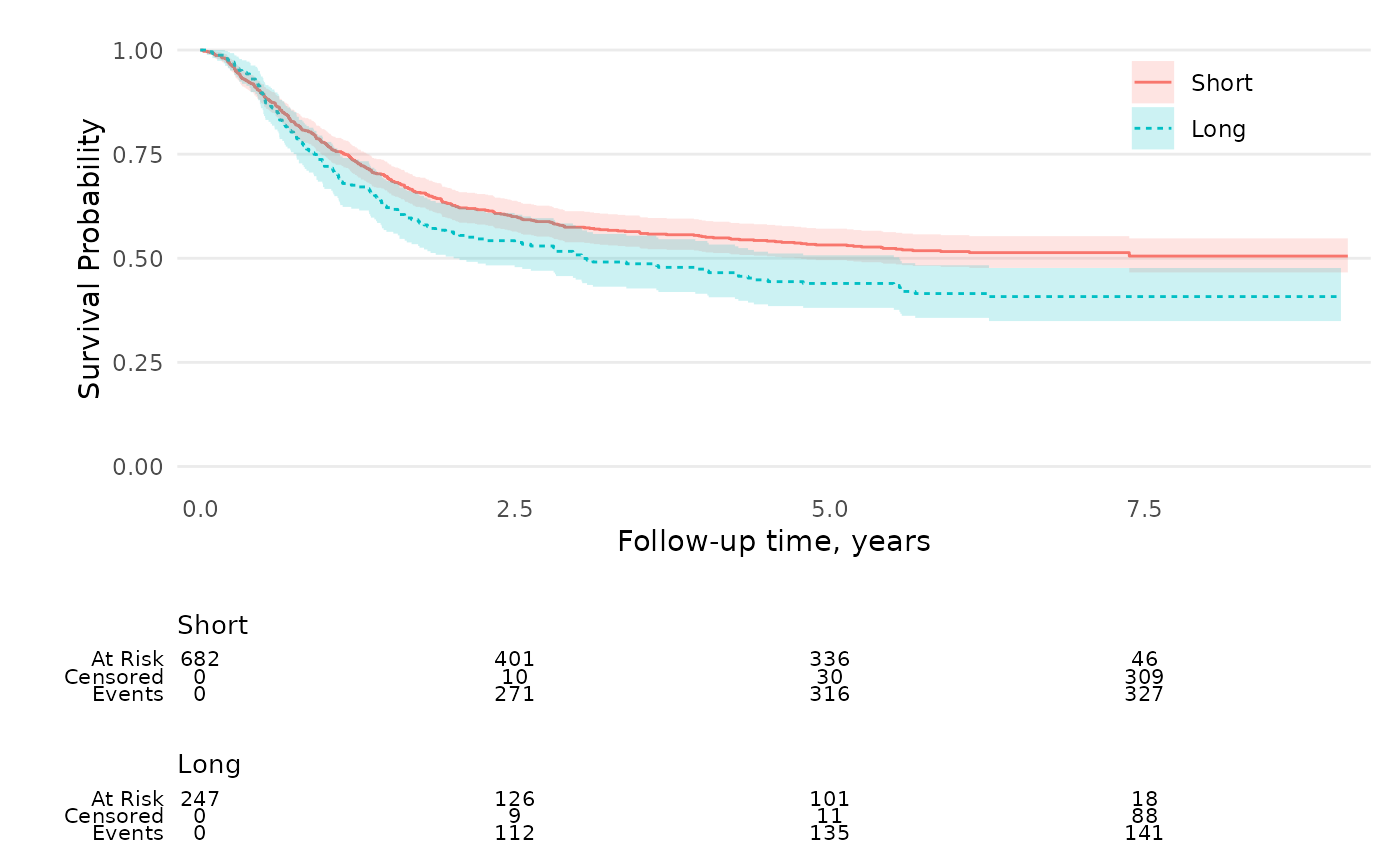 1.00
0.75
0.50
0.25
0.00
Survival Probability
Short
Long
0.0 2.5 5.0 7.5
Follow-up time, years
Short
At Risk 682 401 336 46
Censored 0 10 30 309
Events 0 271 316 327
Long
At Risk 247 126 101 18
Censored 0 9 11 88
Events 0 112 135 141